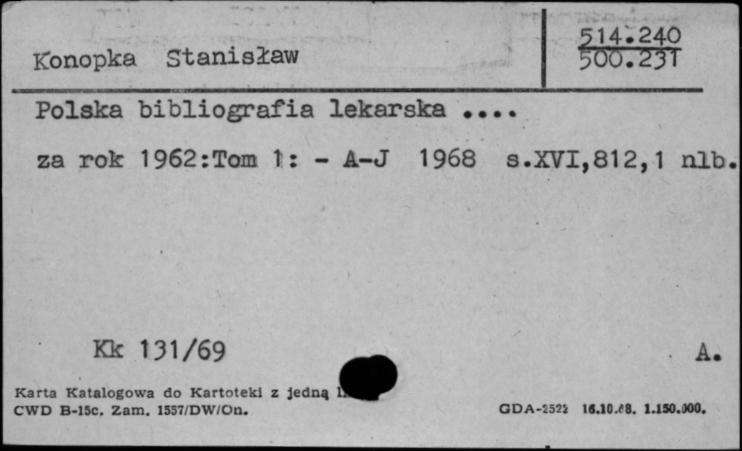 514.240
Konopka Stanisław 500.231
Polska bibliografia lekarska ....
za rok 1962:Tom 1: - A-J 1968 s.XVI,812,1 nlb.
Kk 131/69 A.
Karta Katalogowa do Kartoteki z jedną
CWD B-15c. Zam. 1557/DW/On. GDA-2522 16.10.68. 1.150.000.